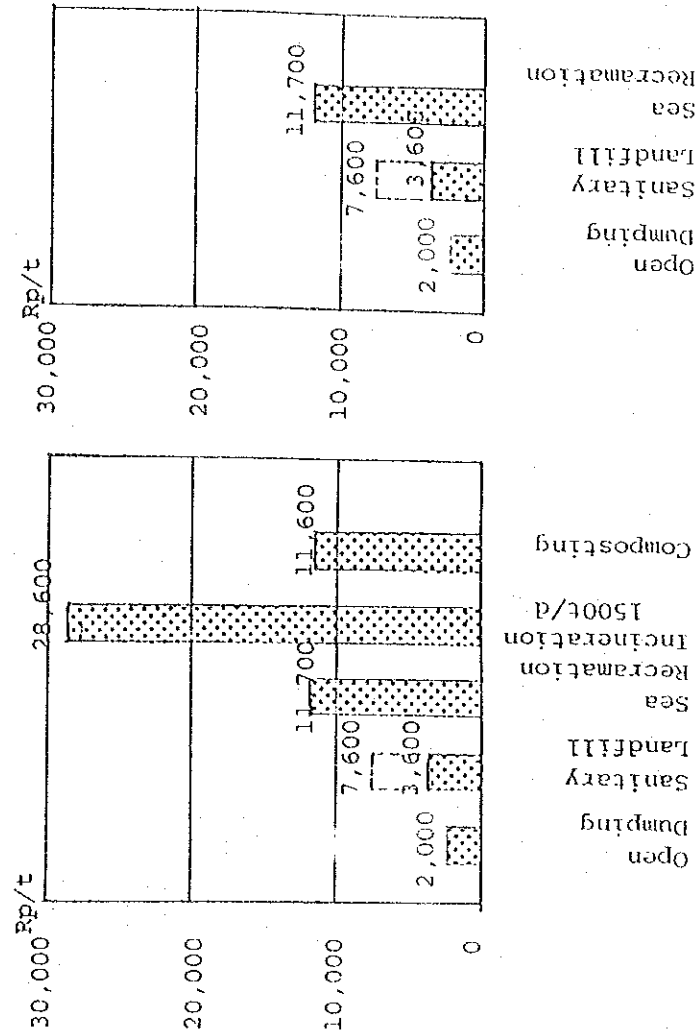 Rp/t
30,000
20,000
10,000
0
2,000
7,600
3,600
11,700
28,600
11,600
Open
Dumping
Sanitary
Landfill
Sea
Recramation
Incineration
1500t/d
Composting
Rp/t
30,000
20,000
10,000
0
2,000
7,600
3,600
11,700
Open
Dumping
Sanitary
Landfill
Sea
Recramation